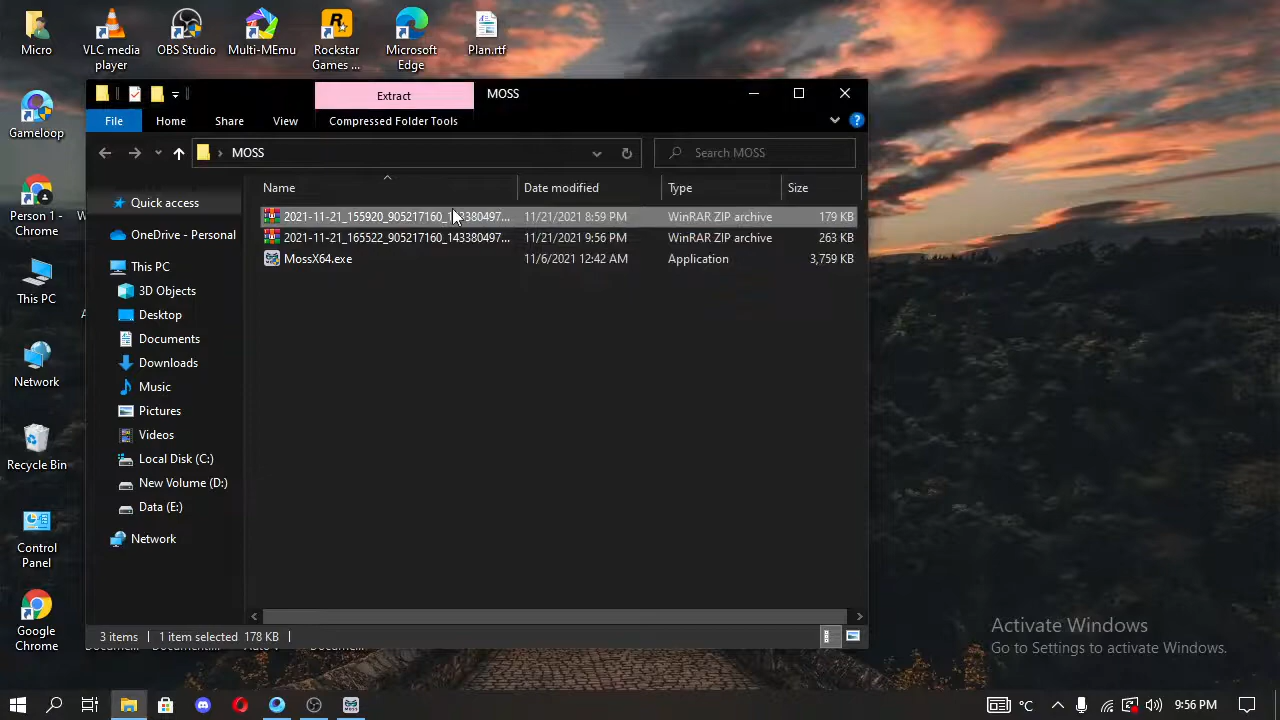 Micro
VLC media
player
OBS Studio
Multi-MEmu
Rockstar
Games ...
Microsoft
Edge
Plan.rtf
Extract
MOSS
File
Home
Share
View
Compressed Folder Tools
MOSS
Search MOSS
Gameloop
Person 1 -
Chrome
This PC
Network
Recycle Bin
Control
Panel
Google
Chrome
Quick access
OneDrive - Personal
This PC
3D Objects
Desktop
Documents
Downloads
Music
Pictures
Videos
Local Disk (C:)
New Volume (D:)
Data (E:)
Network
Name
Date modified
Type
Size
11/21/2021 8:59 PM
WinRAR ZIP archive
179 KB
2021-11-21_165522_905217160_143380497...
11/21/2021 9:56 PM
WinRAR ZIP archive
263 KB
MossX64.exe
11/6/2021 12:42 AM
Application
3,759 KB
3 items
1 item selected 178 KB
Activate Windows
Go to Settings to activate Windows.
°C
9:56 PM